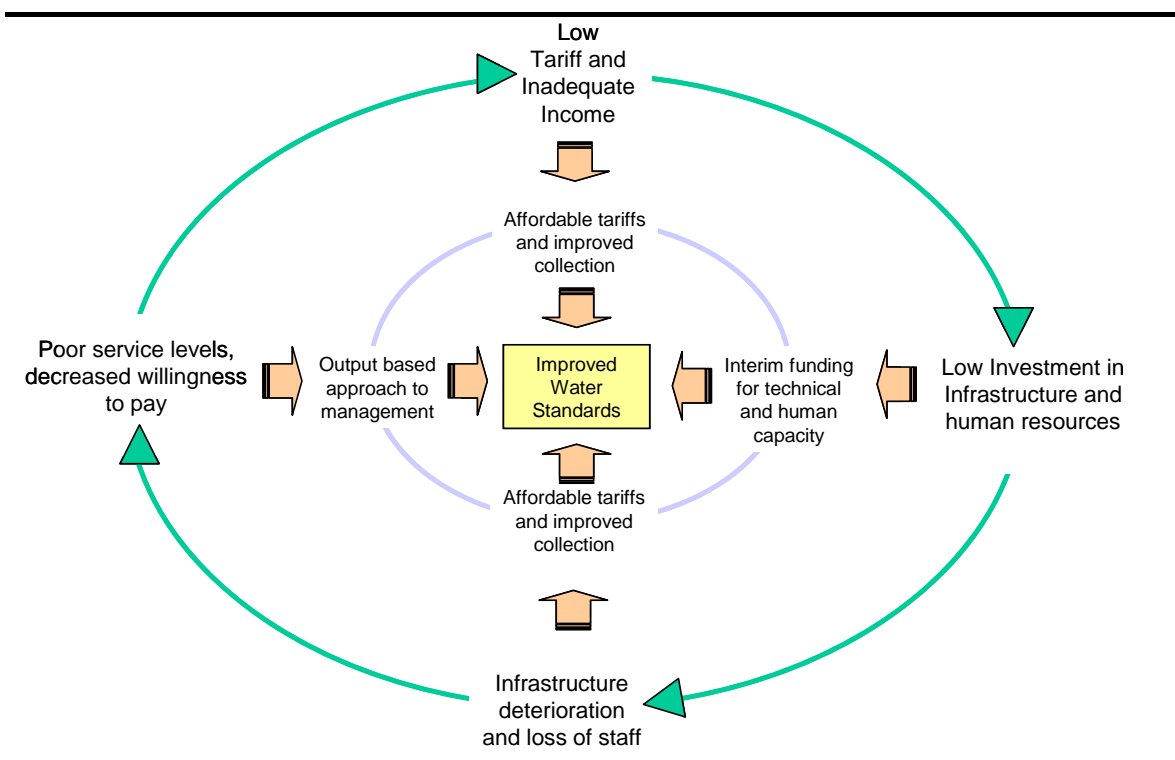 Low
Tariff and
Inadequate
Income
Affordable tariffs
and improved
collection
Poor service levels,
decreased willingness
to pay
Output based
approach to
management
Improved
Water
Standards
Interim funding
for technical
and human
capacity
Low Investment in
Infrastructure and
human resources
Affordable tariffs
and improved
collection
Infrastructure
deterioration
and loss of staff